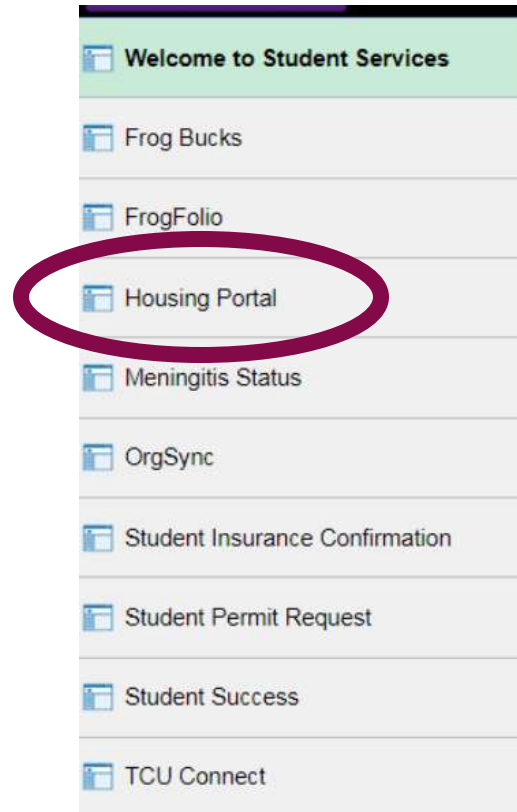 Welcome to Student Services
Frog Bucks
FrogFolio
Housing Portal
Meningitis Status
OrgSync
Student Insurance Confirmation
Student Permit Request
Student Success
TCU Connect